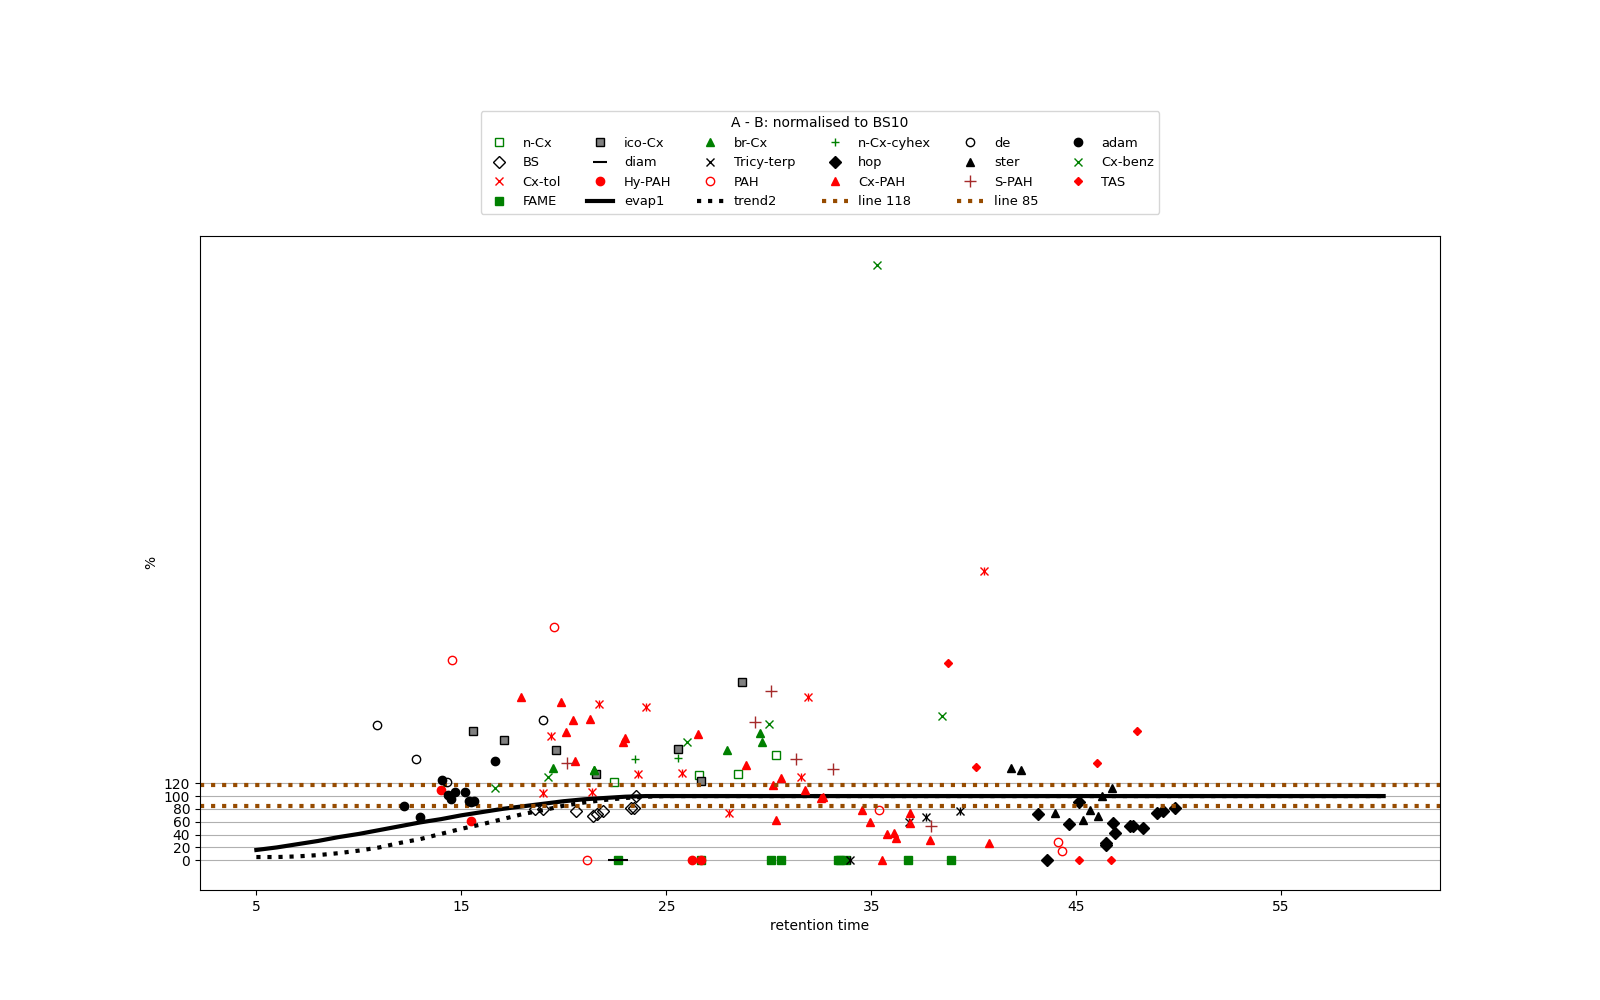 A - B: normalised to BS10
n-Cx ico-Cx br-Cx n-Cx-cyhex de adam
BS diam Tricy-terp hop ster Cx-benz
Cx-tol Hy-PAH PAH Cx-PAH S-PAH TAS
FAME evap1 trend2 line 118 line 85
%
120
100
80
60
40
20
0
5 15 25 35 45 55
retention time